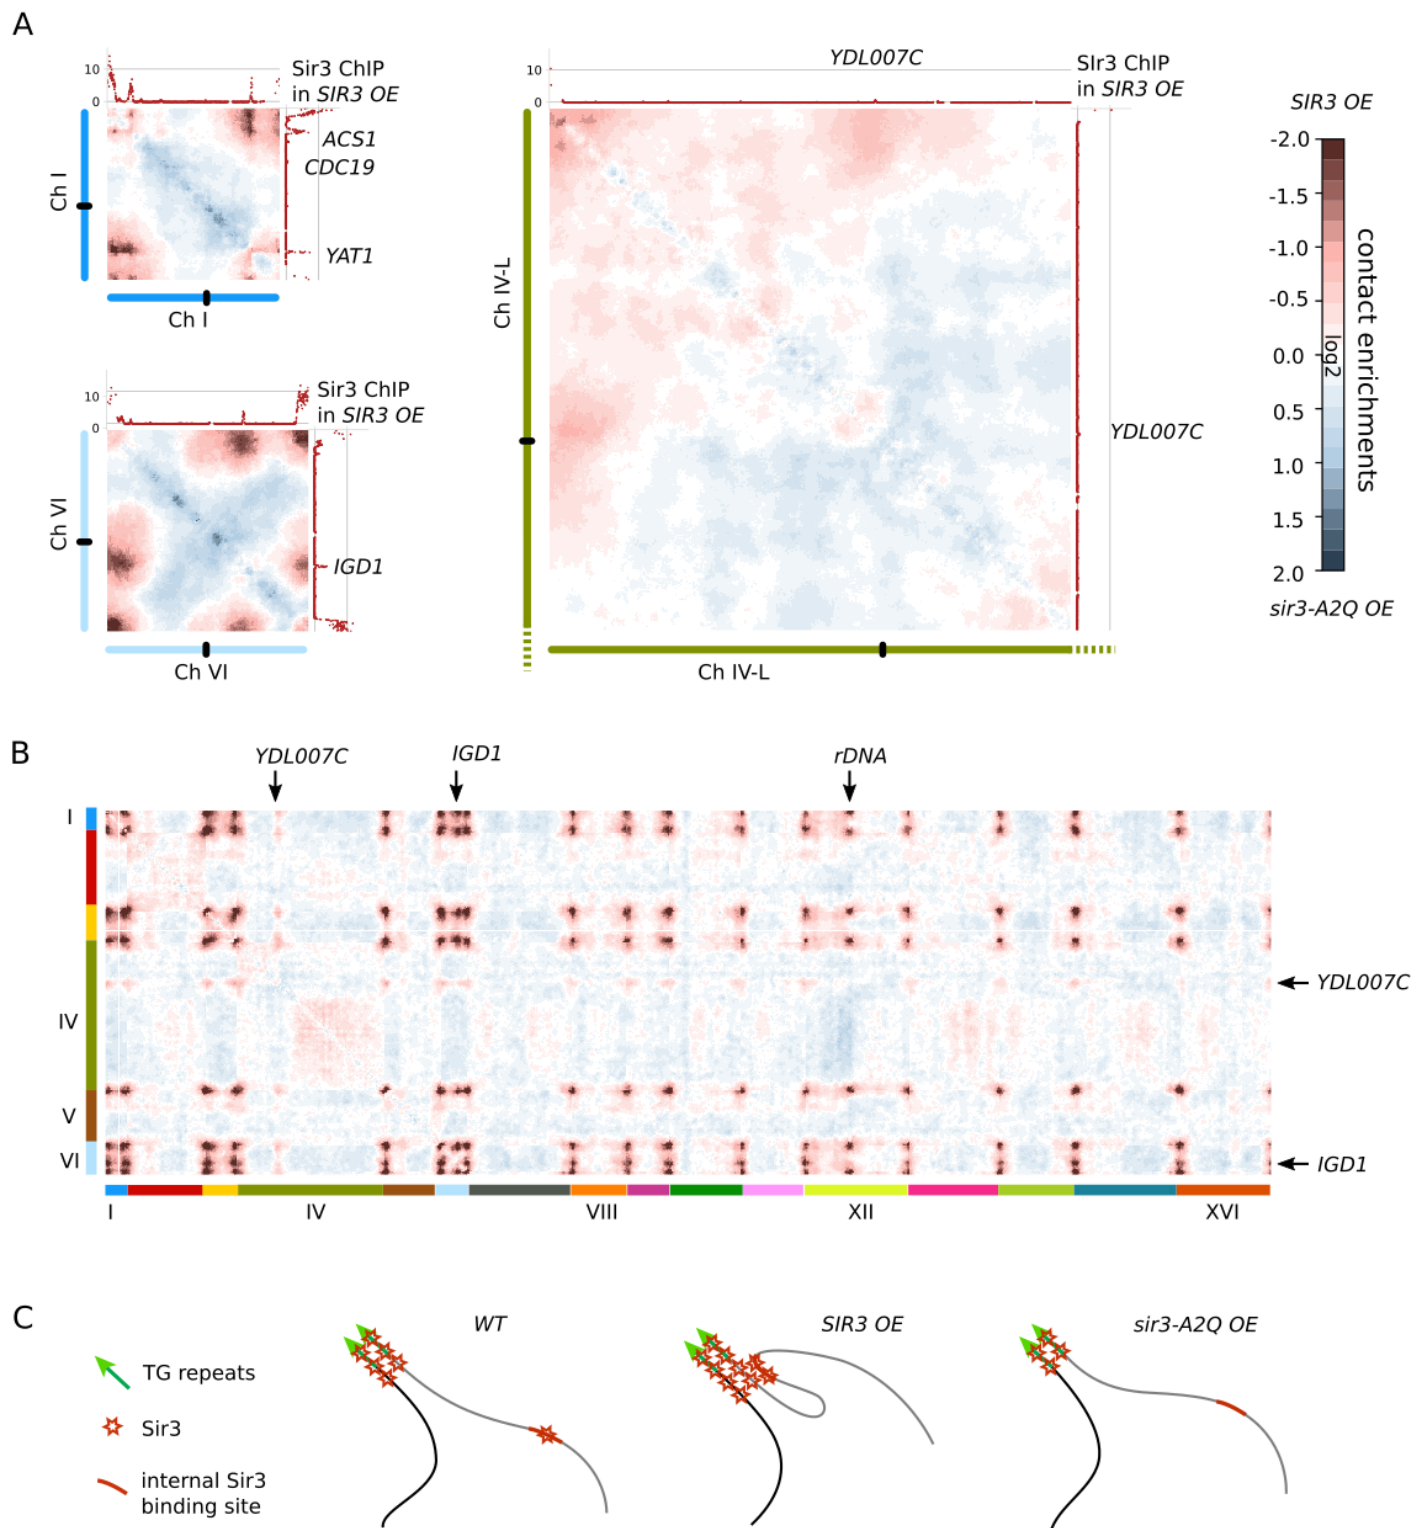 A
10
0
Sir3 ChIP
in SIR3 OE
ACS1
CDC19
YAT1
Ch I
Ch I
10
0
Sir3 ChIP
in SIR3 OE
IGD1
Ch VI
Ch VI
YDL007C
10
0
SIr3 ChIP
in SIR3 OE
YDL007C
Ch IV-L
Ch IV-L
SIR3 OE
-2.0
-1.5
-1.0
-0.5
0.0
0.5
1.0
1.5
2.0
log2
contact enrichments
sir3-A2Q OE
B
YDL007C
IGD1
rDNA
I
IV
V
VI
YDL007C
IGD1
I
IV
VIII
XII
XVI
C
WT
SIR3 OE
sir3-A2Q OE
TG repeats
Sir3
internal Sir3
binding site